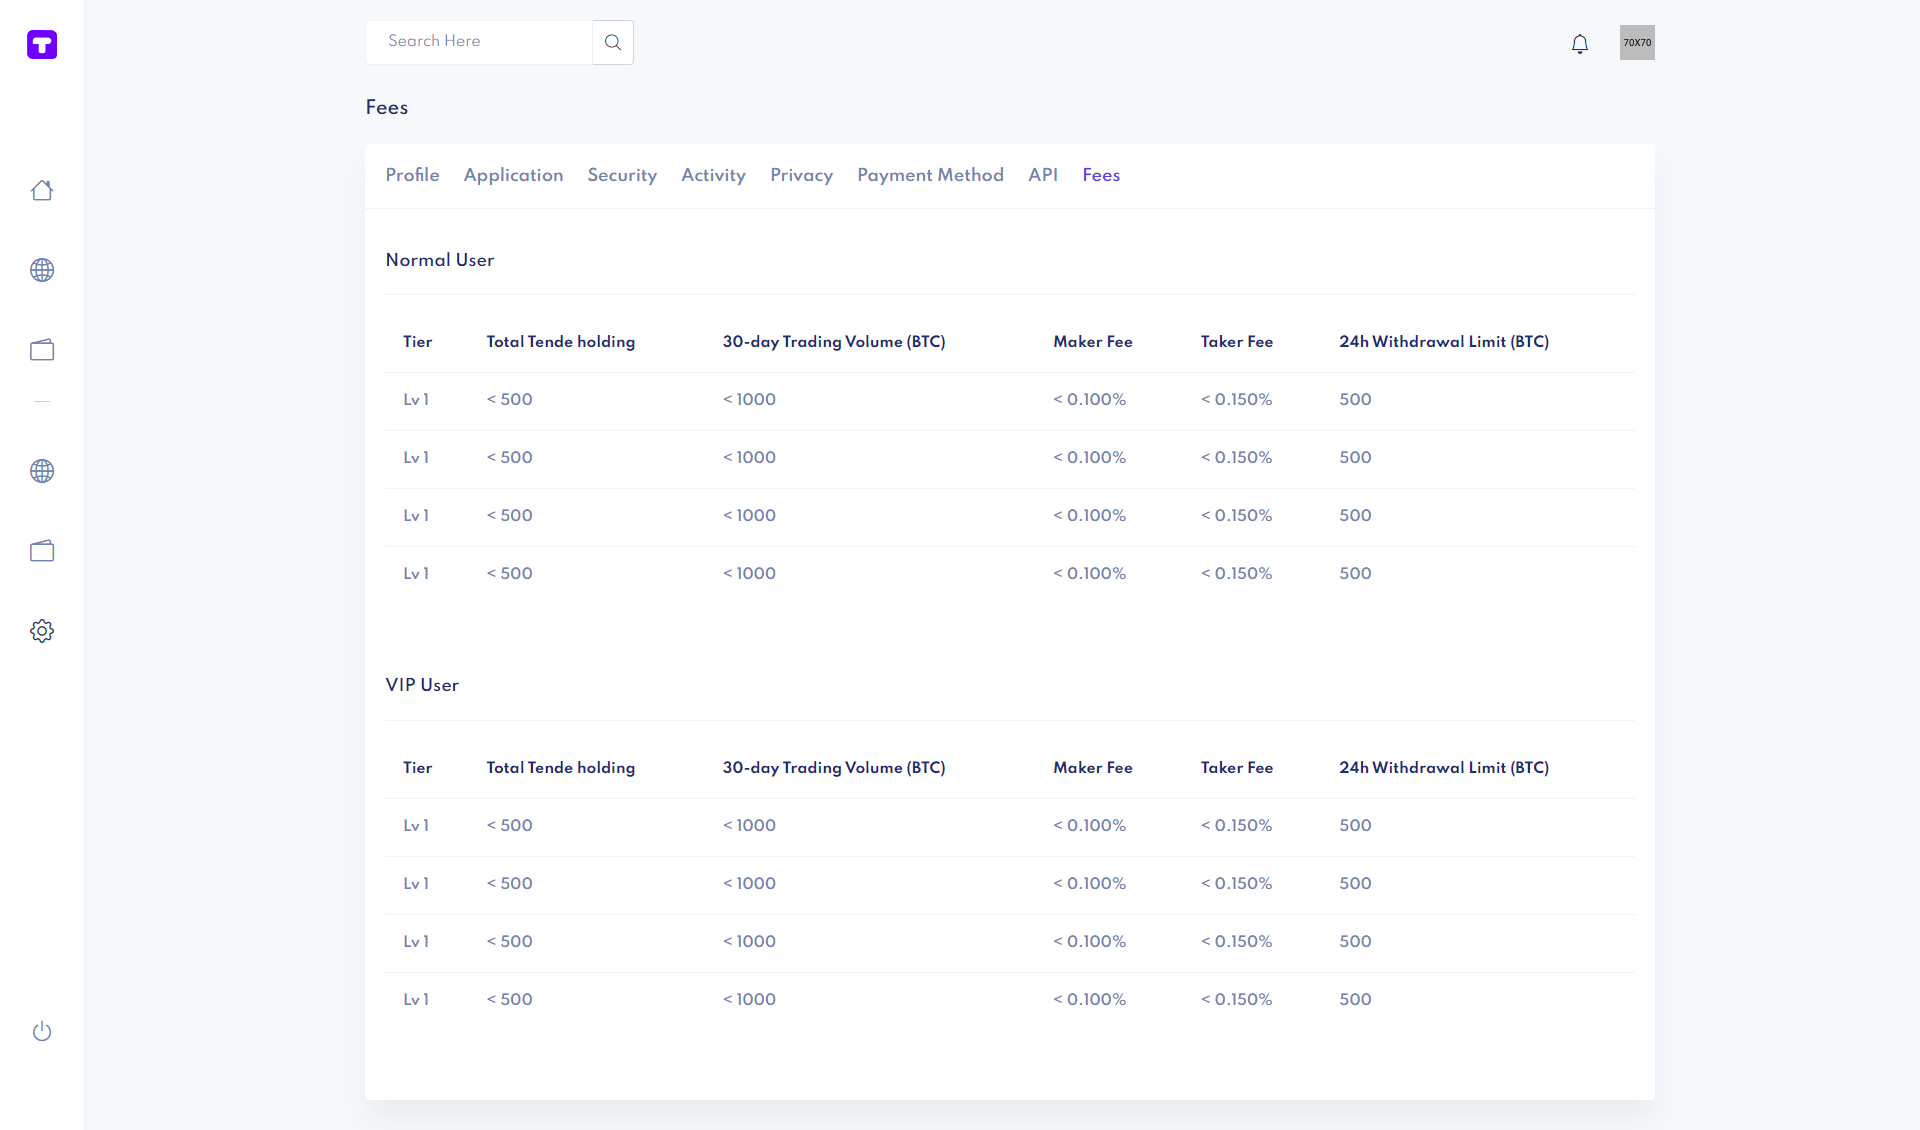 Search Here
70X70
Fees
Profile Application Security Activity Privacy Payment Method API Fees
Normal User
Tier Total Tende holding 30-day Trading Volume (BTC) Maker Fee Taker Fee 24h Withdrawal Limit (BTC)
Lv 1 < 500 < 1000 < 0.100% < 0.150% 500
Lv 1 < 500 < 1000 < 0.100% < 0.150% 500
Lv 1 < 500 < 1000 < 0.100% < 0.150% 500
Lv 1 < 500 < 1000 < 0.100% < 0.150% 500
VIP User
Tier Total Tende holding 30-day Trading Volume (BTC) Maker Fee Taker Fee 24h Withdrawal Limit (BTC)
Lv 1 < 500 < 1000 < 0.100% < 0.150% 500
Lv 1 < 500 < 1000 < 0.100% < 0.150% 500
Lv 1 < 500 < 1000 < 0.100% < 0.150% 500
Lv 1 < 500 < 1000 < 0.100% < 0.150% 500